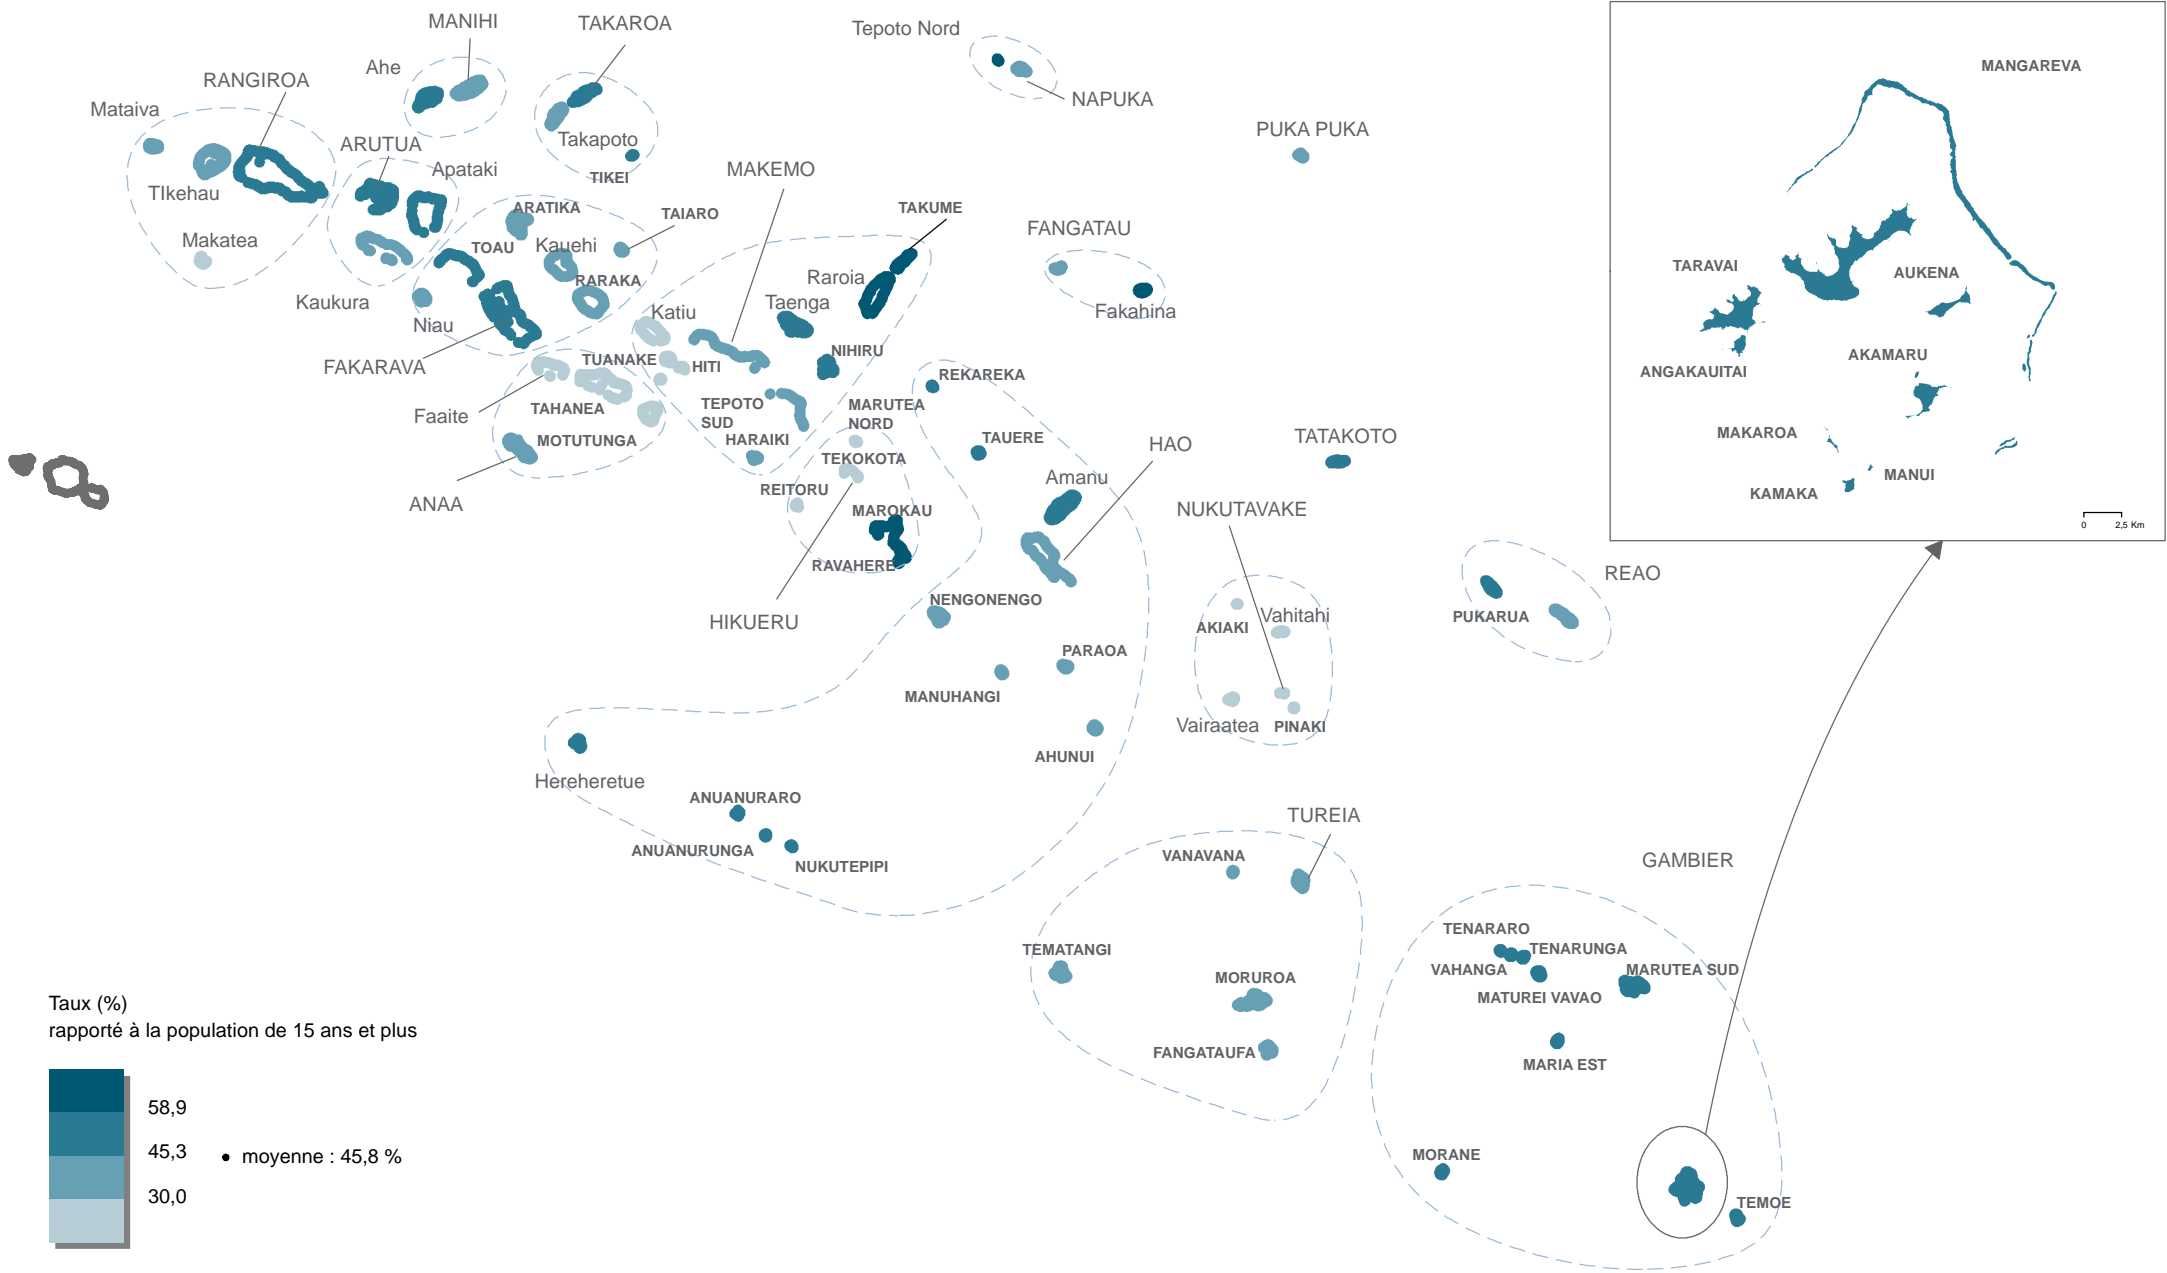 MANIHI
TAKAROA
Tepoto Nord
Ahe
RANGIROA
NAPUKA
Mataiva
MANGAREVA
PUKA PUKA
ARUTUA
Takapoto
Apataki
MAKEMO
TIKEI
TIkehau
ARATIKA
TAIARO
TAKUME
FANGATAU
Makatea
TOAU
Kauehi
TARAVAI
AUKENA
RARAKA
Raroia
Kaukura
Taenga
Katiu
Fakahina
Niau
NIHIRU
AKAMARU
TUANAKE
HITI
FAKARAVA
REKAREKA
ANGAKAUITAI
TEPOTO
SUD
MARUTEA
NORD
Faaite
TAHANEA
MAKAROA
MOTUTUNGA
HARAIKI
TAUERE
TATAKOTO
HAO
TEKOKOTA
MANUI
Amanu
REITORU
KAMAKA
ANAA
MAROKAU
NUKUTAVAKE
0
2,5 Km
RAVAHERE
REAO
NENGONENGO
HIKUERU
AKIAKI
Vahitahi
PUKARUA
PARAOA
MANUHANGI
Vairaatea
PINAKI
AHUNUI
Hereheretue
ANUANURARO
TUREIA
ANUANURUNGA
NUKUTEPIPI
VANAVANA
GAMBIER
TENARARO
TENARUNGA
TEMATANGI
VAHANGA
MARUTEA SUD
MORUROA
MATUREI VAVAO
Taux (%)
rapporté à la population de 15 ans et plus
FANGATAUFA
MARIA EST
58,9
45,3
moyenne : 45,8 %
30,0
MORANE
TEMOE